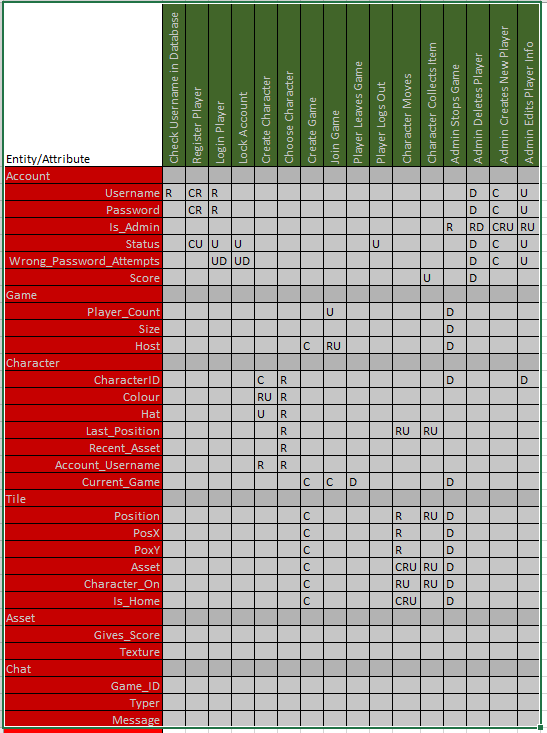 Entity/Attribute Check Username in Database Register Player Login Player Lock Account Create Character Choose Character Create Game Join Game Player Leaves Game Player Logs Out Character Moves Character Collects Item Admin Stops Game Admin Deletes Player Admin Creates New Player Admin Edits Player Info
Account
Username R CR R D C U
Password CR R D C U
Is_Admin R RD CRU RU
Status CU U U U D C U
Wrong_Password_Attempts UD UD D C U
Score U D
Game
Player_Count U D
Size D
Host C RU D
Character
CharacterID C R D D
Colour RU R
Hat U R
Last_Position R RU RU
Recent_Asset R
Account_Username R R
Current_Game C C D D
Tile
Position C R RU D
PosX C R D
PoxY C R D
Asset C CRU RU D
Character_On C RU RU D
Is_Home C CRU D
Asset
Gives_Score
Texture
Chat
Game_ID
Typer
Message